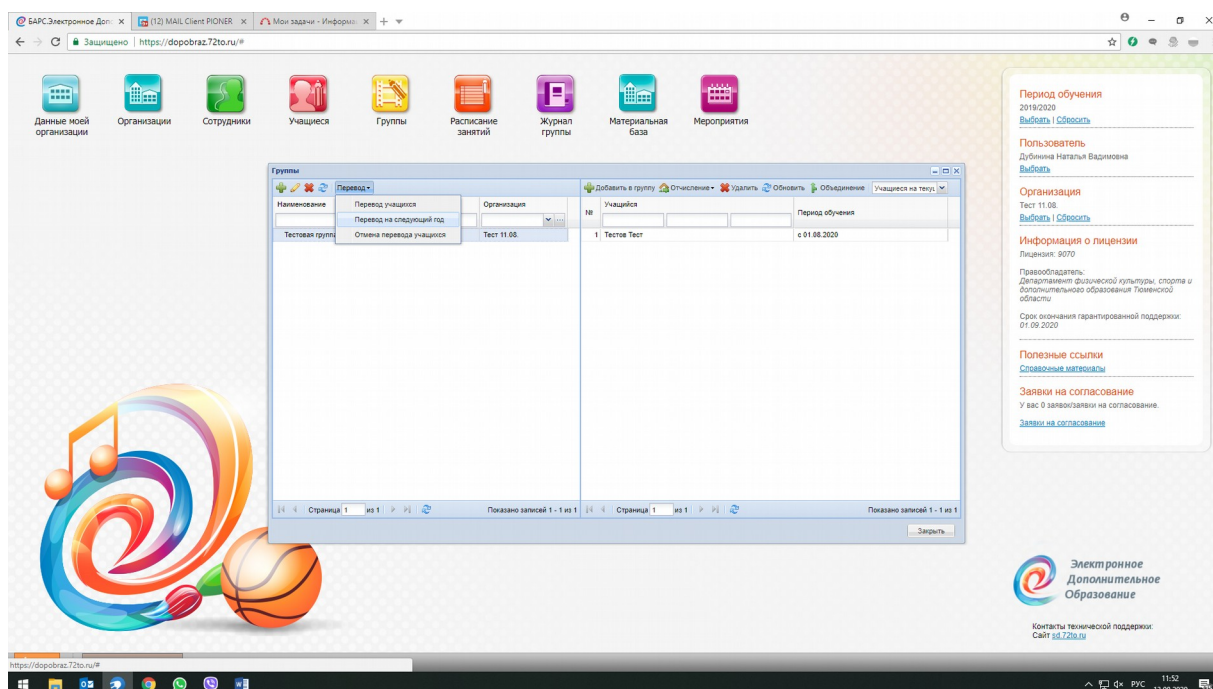 БАРС.Электронное Доп
(12) MAIL Client PIONER
Мои задачи - Информац
Защищено
https://dopobraz.72to.ru/#
Данные моей
организации
Организации
Сотрудники
Учащиеся
Группы
Расписание
занятий
Журнал
группы
Материальная
база
Мероприятия
Группы
Перевод
Добавить в группу Отчисление Удалить Обновить Объединение Учащиеся на теку
Наименование
Перевод учащихся
Перевод на следующий год
Отмена перевода учащихся
Организация
Тестовая групп
Тест 11.08.
№ Учащийся Период обучения
1 Тестов Тест с 01.08.2020
Страница 1 из 1 Показано записей 1 - 1 из 1
Страница 1 из 1 Показано записей 1 - 1 из 1
Закрыть
Период обучения
2019/2020
Выбрать | Сбросить
Пользователь
Дубинина Наталья Вадимовна
Выбрать
Организация
Тест 11.08.
Выбрать | Сбросить
Информация о лицензии
Лицензия: 9070
Правообладатель:
Департамент физической культуры, спорта и
дополнительного образования Тюменской
области
Срок окончания гарантированной поддержки:
01.09.2020
Полезные ссылки
Справочные материалы
Заявки на согласование
У вас 0 заявок/заявки на согласование.
Заявки на согласование
Электронное
Дополнительное
Образование
Контакты технической поддержки:
Сайт sd.72to.ru
https://dopobraz.72to.ru/#
РУС
11:52